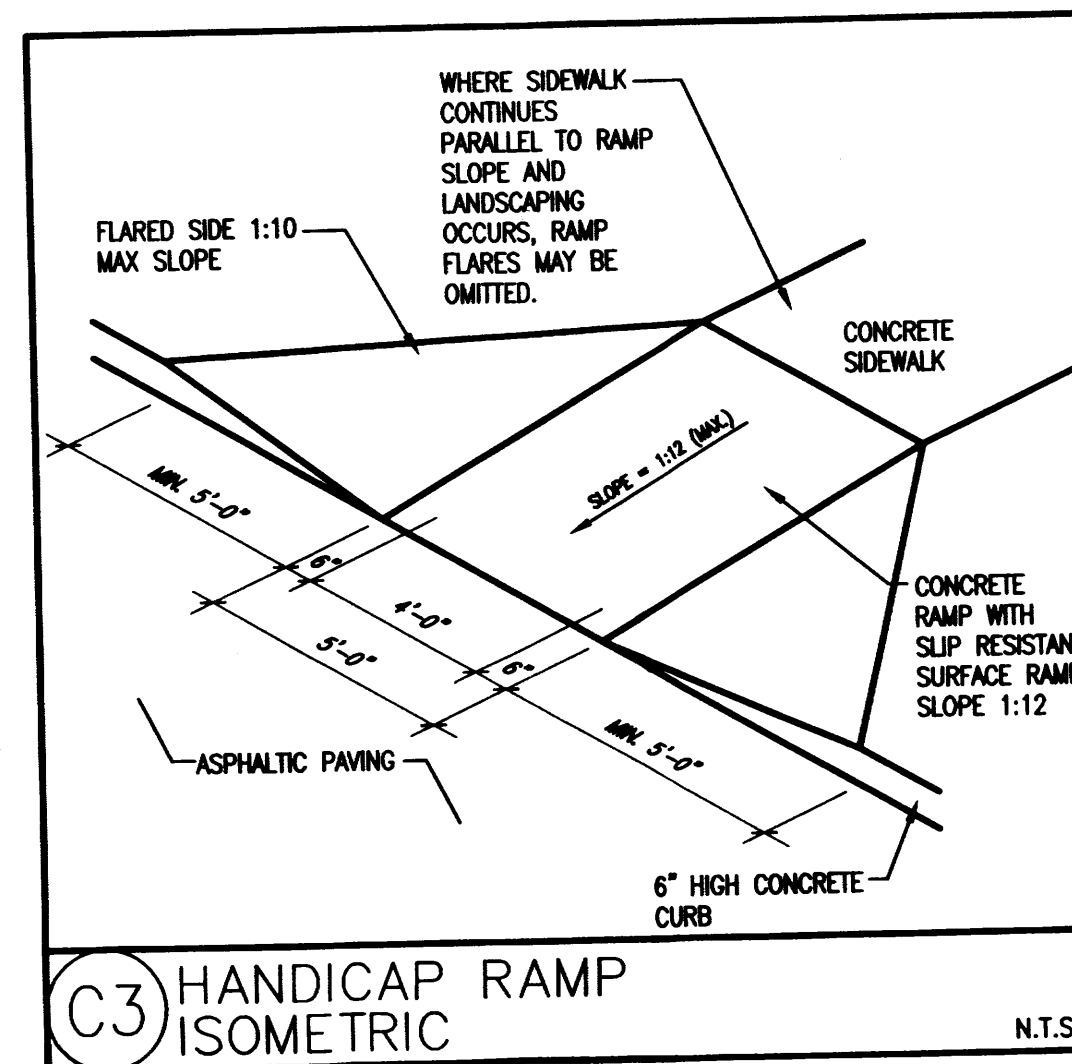 WHERE SIDEWALK
CONTINUES
PARALLEL TO RAMP
SLOPE AND
LANDSCAPING
OCCURS, RAMP
FLARES MAY BE
OMITTED.
FLARED SIDE 1:10
MAX SLOPE
CONCRETE
SIDEWALK
SLOPE = 1:12 (MAX.)
MIN. 5'-0"
6"
4'-0"
5'-0"
6"
MIN. 5'-0"
CONCRETE
RAMP WITH
SLIP RESISTAN
SURFACE RAM
SLOPE 1:12
ASPHALTIC PAVING
6" HIGH CONCRETE
CURB
C3
HANDICAP RAMP
ISOMETRIC
N.T.S